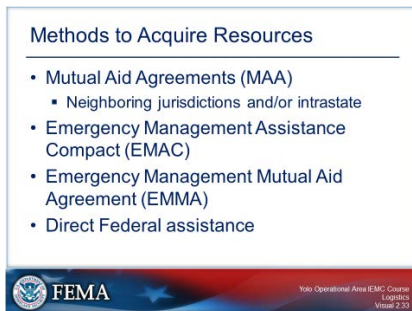 Methods to Acquire Resources
• Mutual Aid Agreements (MAA)
▪ Neighboring jurisdictions and/or intrastate
• Emergency Management Assistance
Compact (EMAC)
• Emergency Management Mutual Aid
Agreement (EMMA)
• Direct Federal assistance
FEMA
Yolo Operational Area IEMC Course
Logistics
Visual 2.33